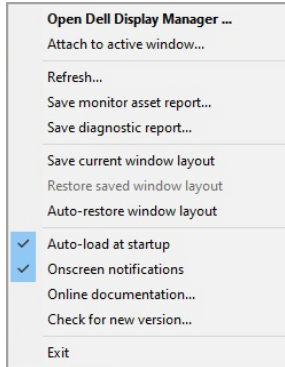 Open Dell Display Manager ...
Attach to active window...
Refresh...
Save monitor asset report...
Save diagnostic report...
Save current window layout
Restore saved window layout
Auto-restore window layout
Auto-load at startup
Onscreen notifications
Online documentation...
Check for new version...
Exit